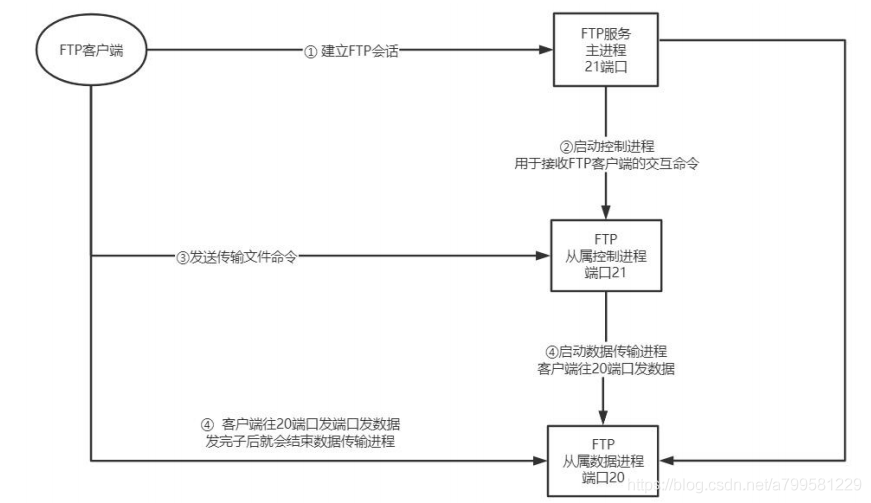 FTP客户端
① 建立FTP会话
FTP服务
主进程
21端口
②启动控制进程
用于接收FTP客户端的交互命令
③发送传输文件命令
FTP
从属控制进程
端口21
④启动数据传输进程
客户端往20端口发数据
④ 客户端往20端口发端口发数据
发完子后就会结束数据传输进程
FTP
从属数据进程
端口20
https://blog.csdn.net/a799581229